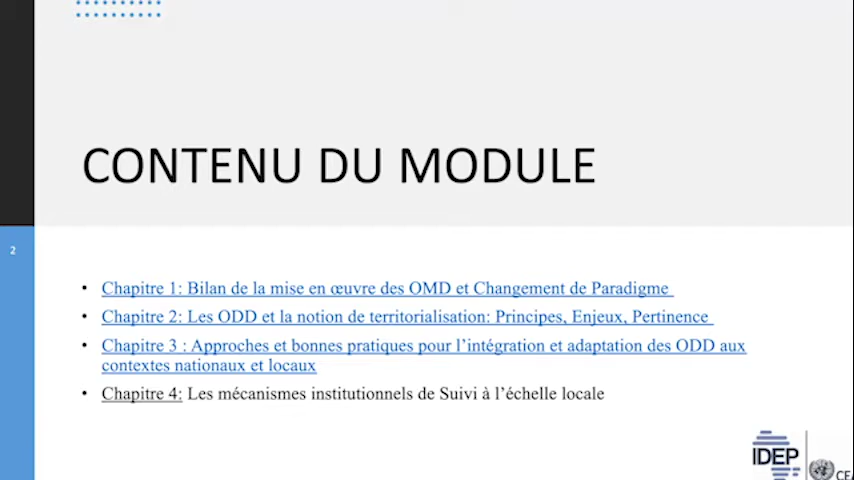 CONTENU DU MODULE
2
• Chapitre 1: Bilan de la mise en œuvre des OMD et Changement de Paradigme
• Chapitre 2: Les ODD et la notion de territorialisation: Principes, Enjeux, Pertinence
• Chapitre 3 : Approches et bonnes pratiques pour l’intégration et adaptation des ODD aux
contextes nationaux et locaux
• Chapitre 4: Les mécanismes institutionnels de Suivi à l’échelle locale
IDEP